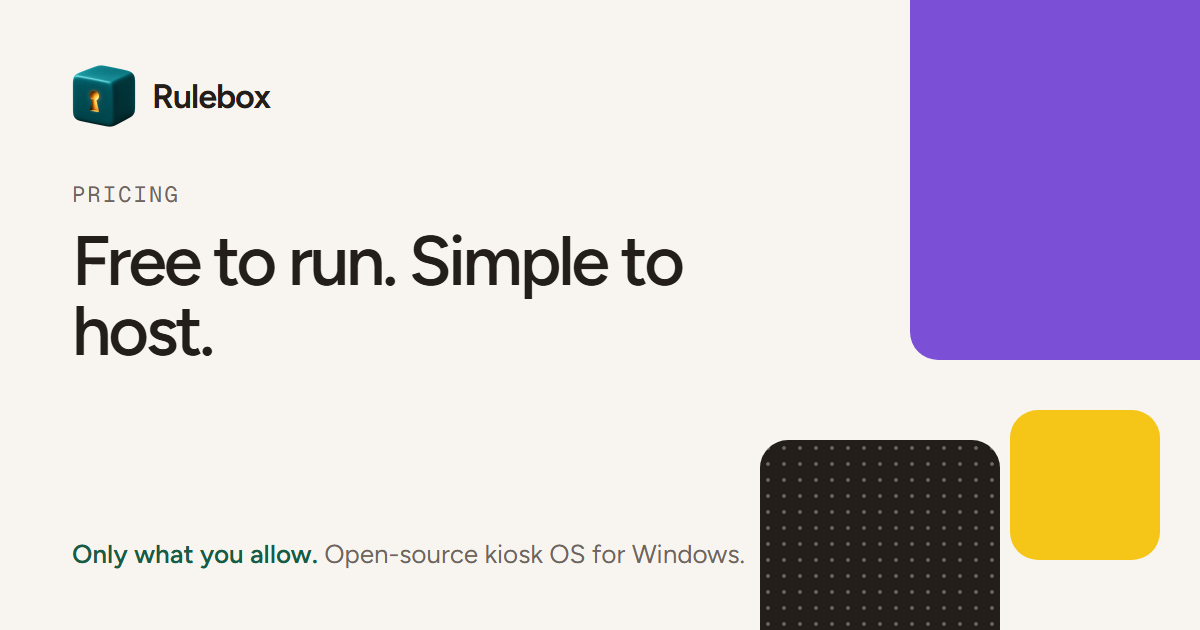 Rulebox
PRICING
Free to run. Simple to
host.
Only what you allow. Open-source kiosk OS for Windows.